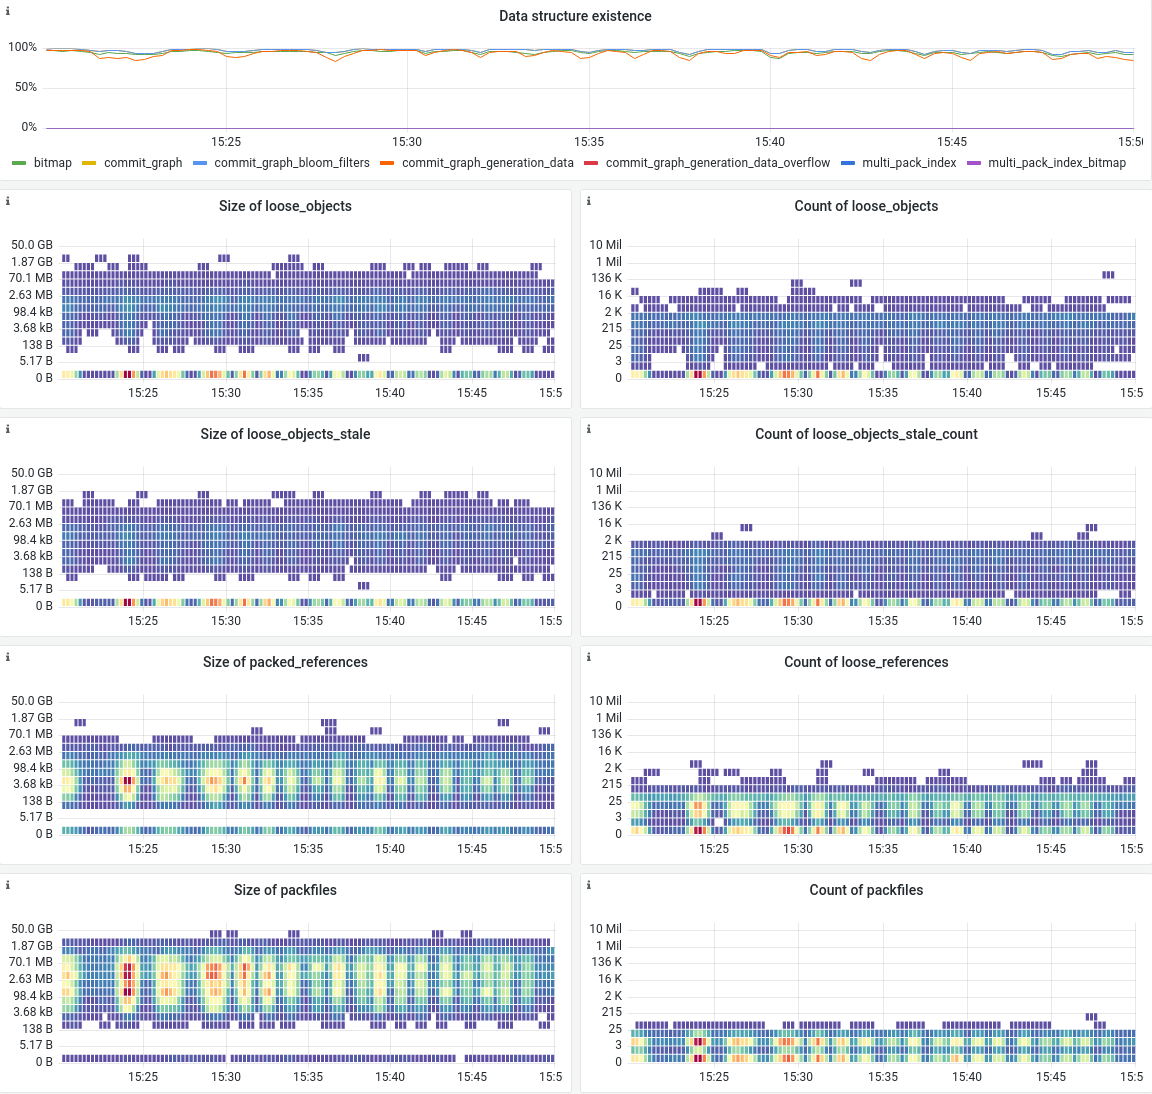 Data structure existence
100%
50%
0%
15:25 15:30 15:35 15:40 15:45 15:50
bitmap commit_graph commit_graph_bloom_filters commit_graph_generation_data commit_graph_generation_data_overflow multi_pack_index multi_pack_index_bitmap
Size of loose_objects
50.0 GB
1.87 GB
70.1 MB
2.63 MB
98.4 kB
3.68 kB
138 B
5.17 B
0 B
15:25 15:30 15:35 15:40 15:45 15:5
Count of loose_objects
10 Mil
1 Mil
136 K
16 K
2 K
215
25
3
0
15:25 15:30 15:35 15:40 15:45 15:5
Size of loose_objects_stale
50.0 GB
1.87 GB
70.1 MB
2.63 MB
98.4 kB
3.68 kB
138 B
5.17 B
0 B
15:25 15:30 15:35 15:40 15:45 15:5
Count of loose_objects_stale_count
10 Mil
1 Mil
136 K
16 K
2 K
215
25
3
0
15:25 15:30 15:35 15:40 15:45 15:5
Size of packed_references
50.0 GB
1.87 GB
70.1 MB
2.63 MB
98.4 kB
3.68 kB
138 B
5.17 B
0 B
15:25 15:30 15:35 15:40 15:45 15:5
Count of loose_references
10 Mil
1 Mil
136 K
16 K
2 K
215
25
3
0
15:25 15:30 15:35 15:40 15:45 15:5
Size of packfiles
50.0 GB
1.87 GB
70.1 MB
2.63 MB
98.4 kB
3.68 kB
138 B
5.17 B
0 B
15:25 15:30 15:35 15:40 15:45 15:5
Count of packfiles
10 Mil
1 Mil
136 K
16 K
2 K
215
25
3
0
15:25 15:30 15:35 15:40 15:45 15:5